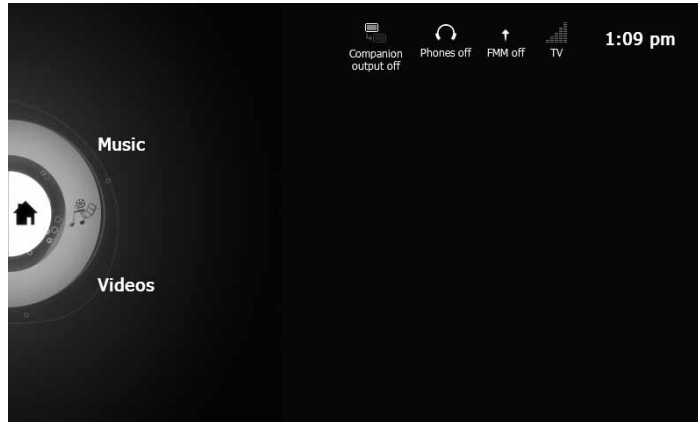 Companion
output off
Phones off
FMM off
TV
1:09 pm
Music
Videos